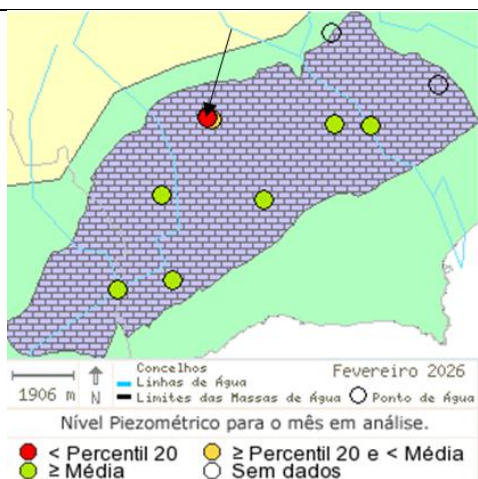 Concelhos
Linhas de Água
Limites das Massas de Água
Fevereiro 2026
Ponto de Água
1906 m
N
Nível Piezométrico para o mês em análise.
< Percentil 20
≥ Percentil 20 e < Média
≥ Média
Sem dados